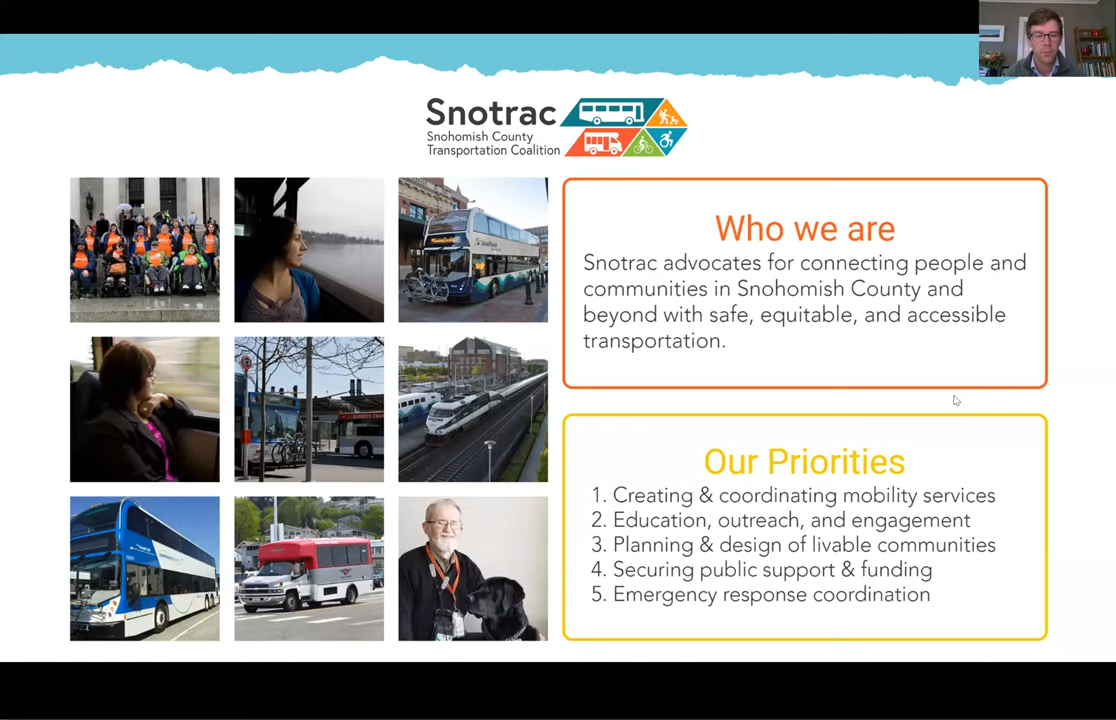 Snotrac
Snohomish County
Transportation Coalition
Who we are
Snotrac advocates for connecting people and
communities in Snohomish County and
beyond with safe, equitable, and accessible
transportation.
Our Priorities
1. Creating & coordinating mobility services
2. Education, outreach, and engagement
3. Planning & design of livable communities
4. Securing public support & funding
5. Emergency response coordination